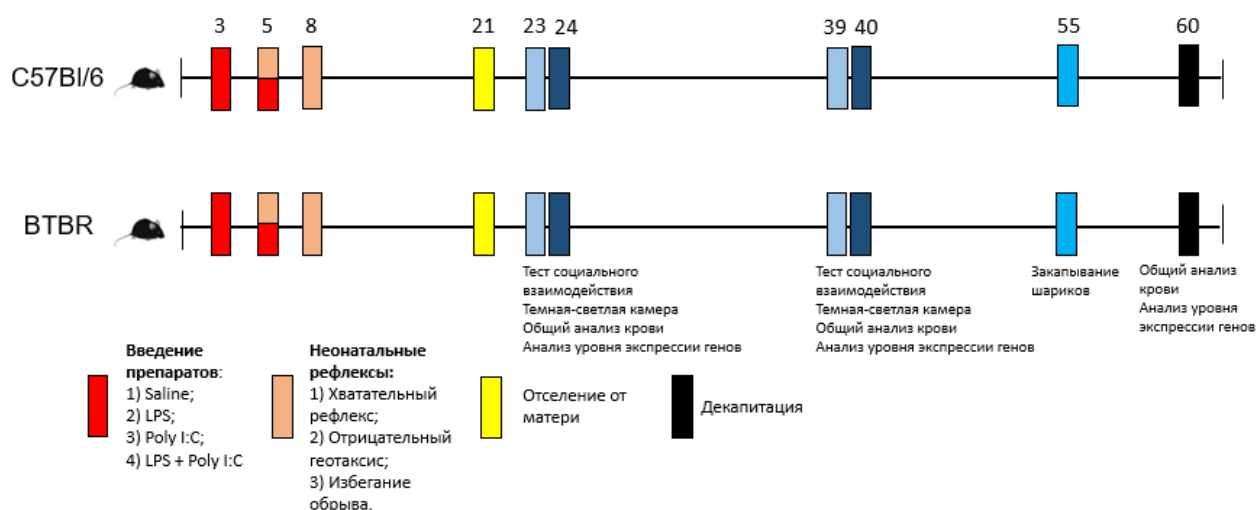 3 5 8 21 23 24 39 40 55 60
C57Bl/6
BTBR
Тест социального
взаимодействия
Темная-светлая камера
Общий анализ крови
Анализ уровня экспрессии генов
Тест социального
взаимодействия
Темная-светлая камера
Общий анализ крови
Анализ уровня экспрессии генов
Закапывание
шариков
Общий анализ
крови
Анализ уровня
экспрессии генов
Введение
препаратов:
1) Saline;
2) LPS;
3) Poly I:C;
4) LPS + Poly I:C
Неонатальные
рефлексы:
1) Хватательный
рефлекс;
2) Отрицательный
геотаксис;
3) Избегание
обрыва.
Отселение от
матери
Декапитация